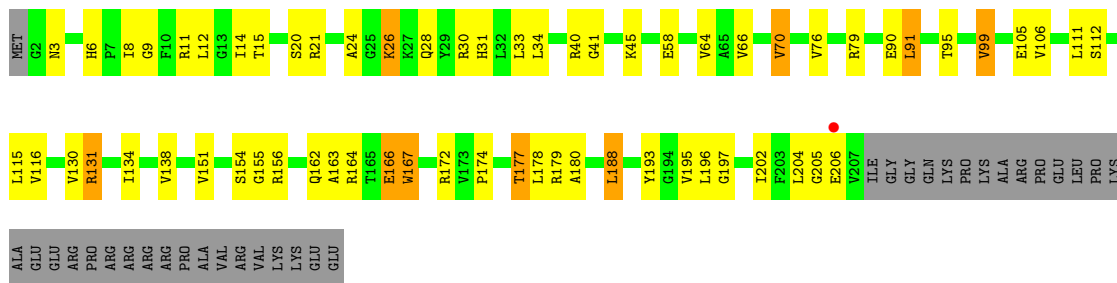 MET G2 N3 H6 P7 I8 G9 F10 R11 L12 G13 I14 T15 S20 R21 A24 G25 K26 K27 Q28 Y29 R30 H31 L32 L33 L34 R40 G41 K45 E58 V64 A65 V66 V70 V76 R79 E90 L91 T95 V99 E105 V106 L111 S112
L115 V116 V130 R131 I134 V138 V151 S154 G155 R156 Q162 A163 R164 T165 E166 W167 R172 V173 P174 T177 L178 R179 A180 L188 Y193 G194 V195 L196 G197 I202 F203 L204 G205 E206 V207 ILE GLY GLY GLN LYS PRO LYS ALA ARG PRO GLU LEU PRO LYS
ALA GLU GLU ARG PRO ARG ARG ARG PRO ALA VAL ARG VAL LYS LYS GLU GLU